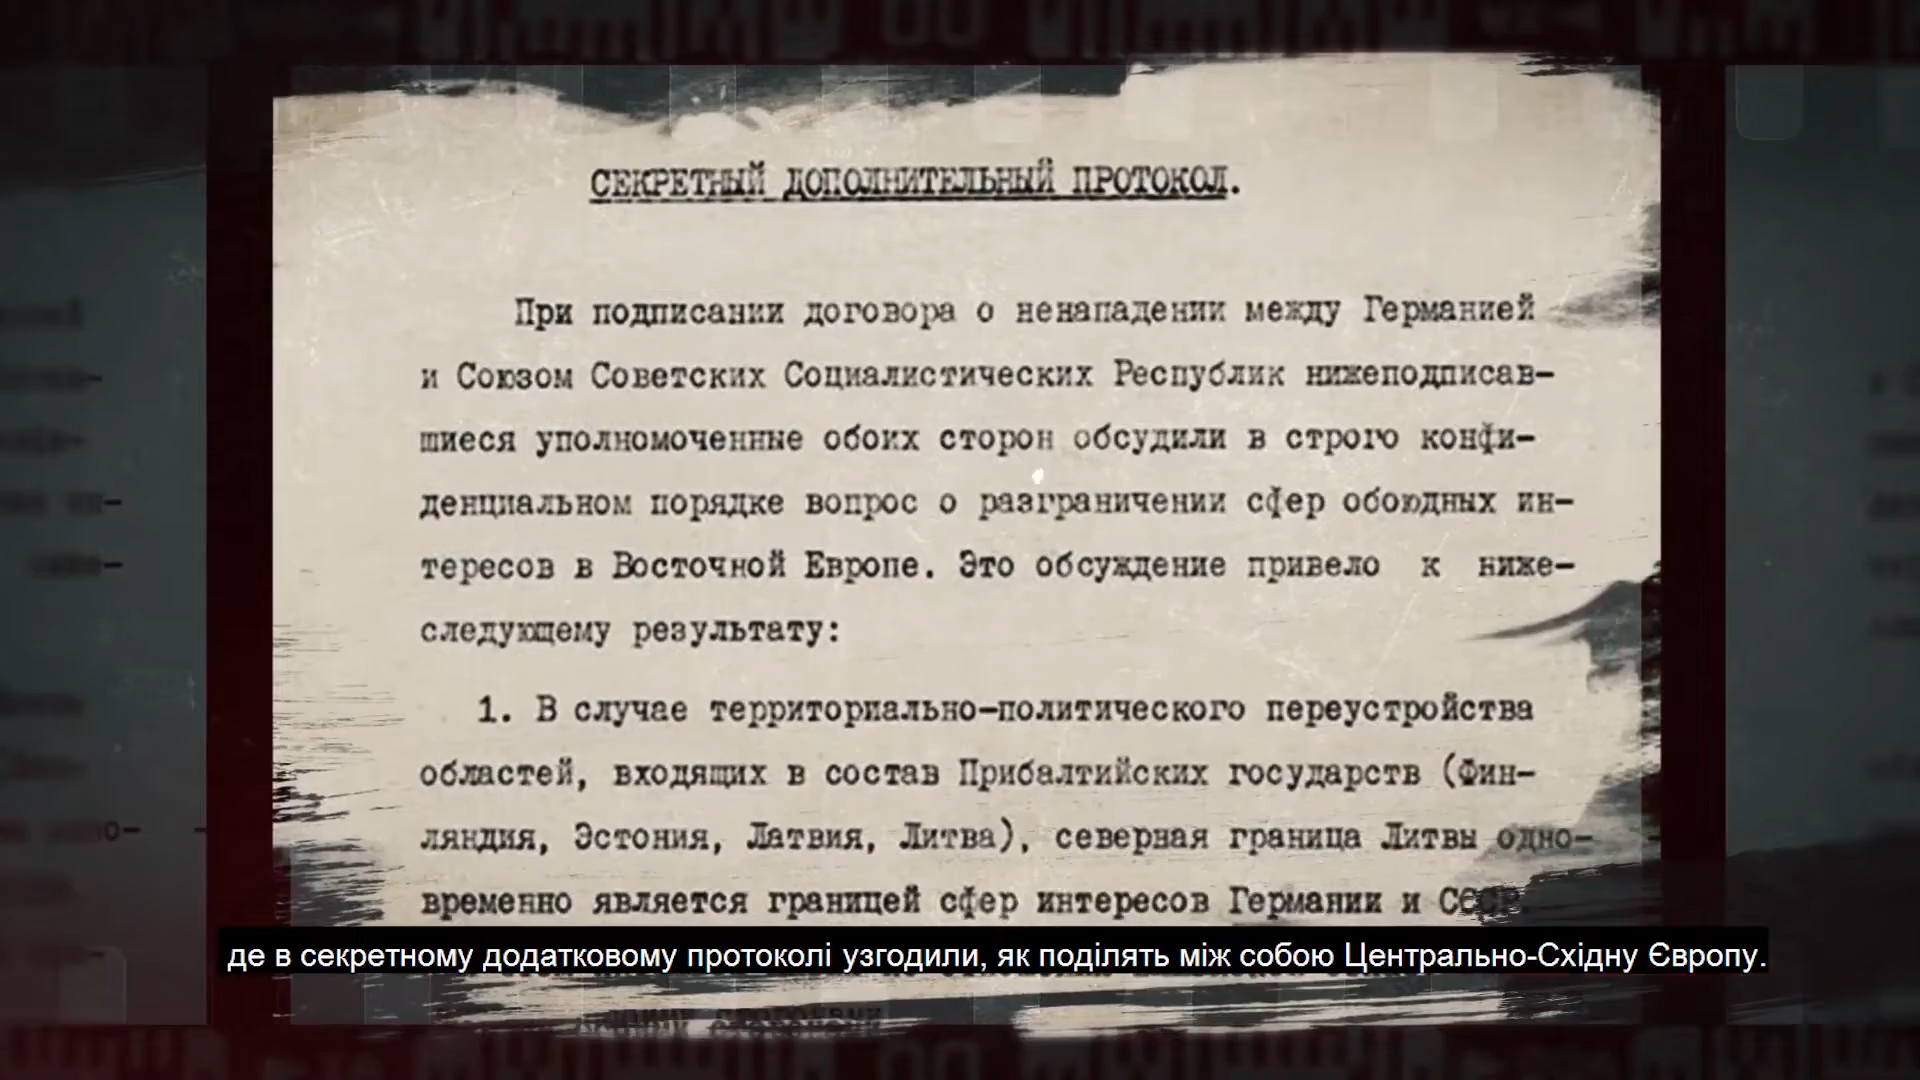 СЕКРЕТНЫЙ ДОПОЛНИТЕЛЬНЫЙ ПРОТОКОЛ.
При подписании договора о ненападении между Германией
и Союзом Советских Социалистических Республик нижеподписав-
шиеся уполномоченные обоих сторон обсудили в строго конфи-
денциальном порядке вопрос о разграничении сфер обоюдных ин-
тересов в Восточной Европе. Это обсуждение привело к ниже-
следующему результату:
1. В случае территориально-политического переустройства
областей, входящих в состав Прибалтийских государств (Фин-
ляндия, Эстония, Латвия, Литва), северная граница Литвы одно-
временно является границей сфер интересов Германии и СССР.
де в секретному додатковому протоколі узгодили, як поділять між собою Центрально-Східну Європу.